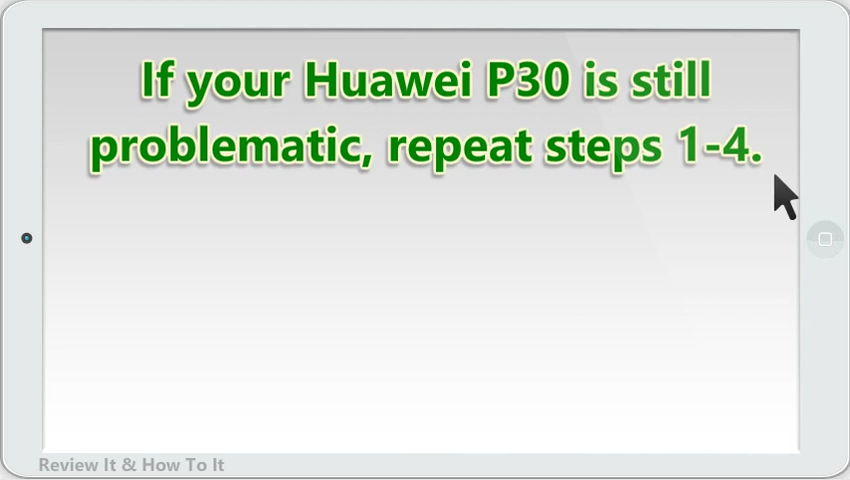 If your Huawei P30 is still
problematic, repeat steps 1-4.
Review It & How To It